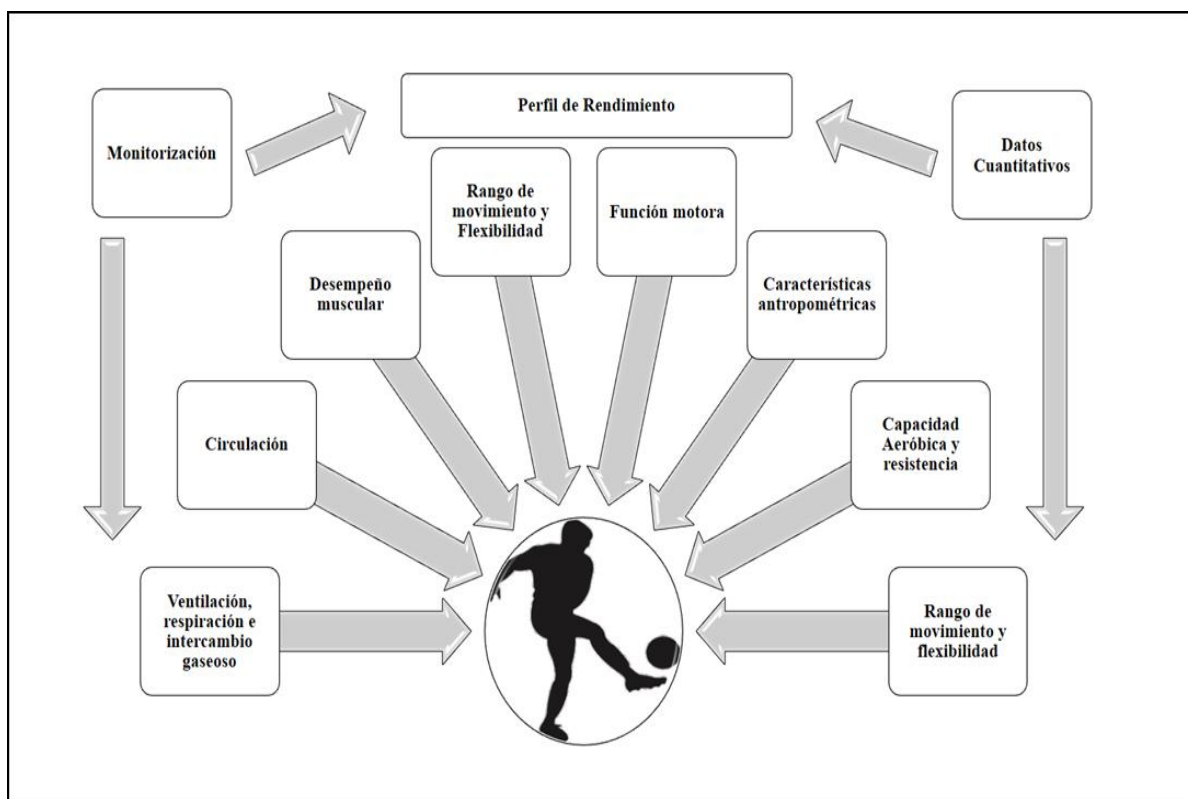 Perfil de Rendimiento
Monitorización
Datos
Cuantitativos
Rango de
movimiento y
Flexibilidad
Función motora
Desempeño
muscular
Características
antropométricas
Circulación
Capacidad
Aeróbica y
resistencia
Ventilación,
respiración e
intercambio
gaseoso
Rango de
movimiento y
flexibilidad